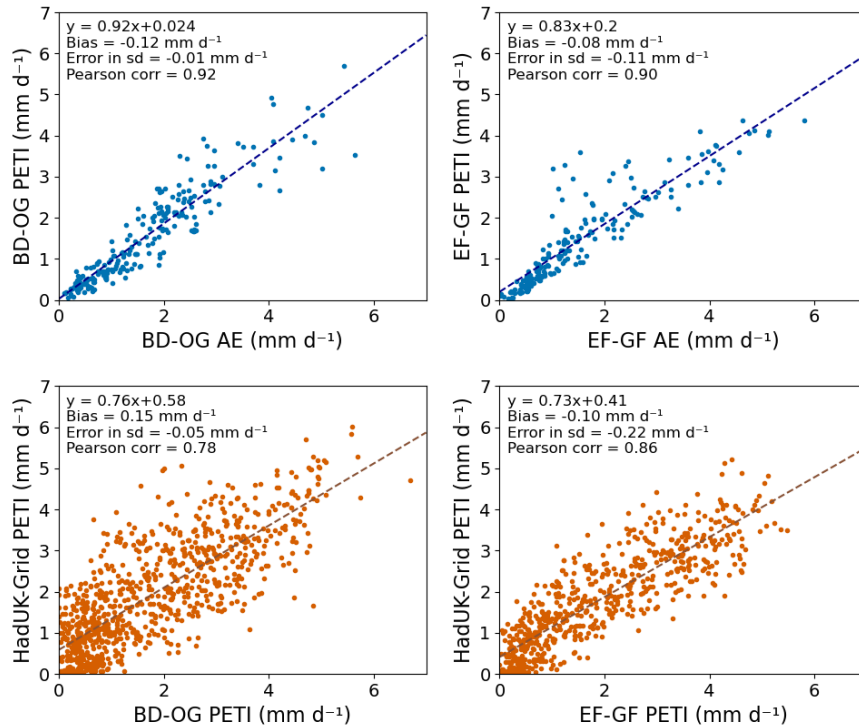 y = 0.92x+0.024
Bias = -0.12 mm d⁻¹
Error in sd = -0.01 mm d⁻¹
Pearson corr = 0.92
7
6
5
4
3
2
1
0
BD-OG PETI (mm d⁻¹)
0 2 4 6
BD-OG AE (mm d⁻¹)
y = 0.83x+0.2
Bias = -0.08 mm d⁻¹
Error in sd = -0.11 mm d⁻¹
Pearson corr = 0.90
7
6
5
4
3
2
1
0
EF-GF PETI (mm d⁻¹)
0 2 4 6
EF-GF AE (mm d⁻¹)
y = 0.76x+0.58
Bias = 0.15 mm d⁻¹
Error in sd = -0.05 mm d⁻¹
Pearson corr = 0.78
7
6
5
4
3
2
1
0
HadUK-Grid PETI (mm d⁻¹)
0 2 4 6
BD-OG PETI (mm d⁻¹)
y = 0.73x+0.41
Bias = -0.10 mm d⁻¹
Error in sd = -0.22 mm d⁻¹
Pearson corr = 0.86
7
6
5
4
3
2
1
0
HadUK-Grid PETI (mm d⁻¹)
0 2 4 6
EF-GF PETI (mm d⁻¹)